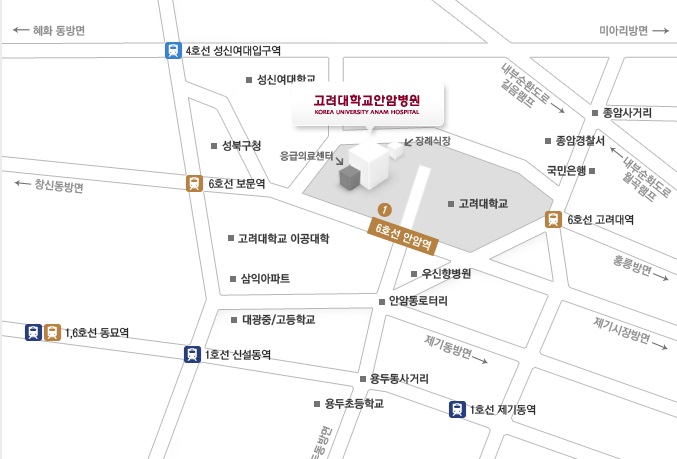 혜화 동방면
미아리방면
4호선 성신여대입구역
성신여대학교
내부순환도로
길음램프
고려대학교안암병원
KOREA UNIVERSITY ANAM HOSPITAL
종암사거리
성북구청
응급의료센터
장례식장
종암경찰서
국민은행
내부순환도로
월곡램프
창신동방면
6호선 보문역
고려대학교
1
6호선 안암역
6호선 고려대역
고려대학교 이공대학
홍릉방면
삼익아파트
우신향병원
안암동로터리
대광중/고등학교
1,6호선 동묘역
1호선 신설동역
제기동방면
제기시장방면
용두동사거리
용두초등학교
1호선 제기동역
동방면